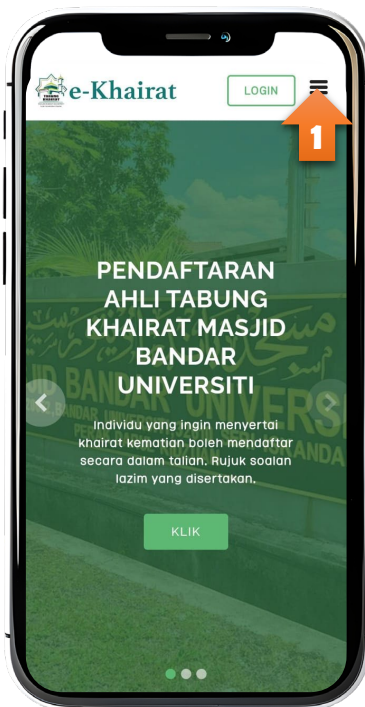 e-Khairat
LOGIN
1
PENDAFTARAN
AHLI TABUNG
KHAIRAT MASJID
BANDAR
UNIVERSITI
Individu yang ingin menyertai
khairat kematian boleh mendaftar
secara dalam talian. Rujuk soalan
lazim yang disertakan.
KLIK